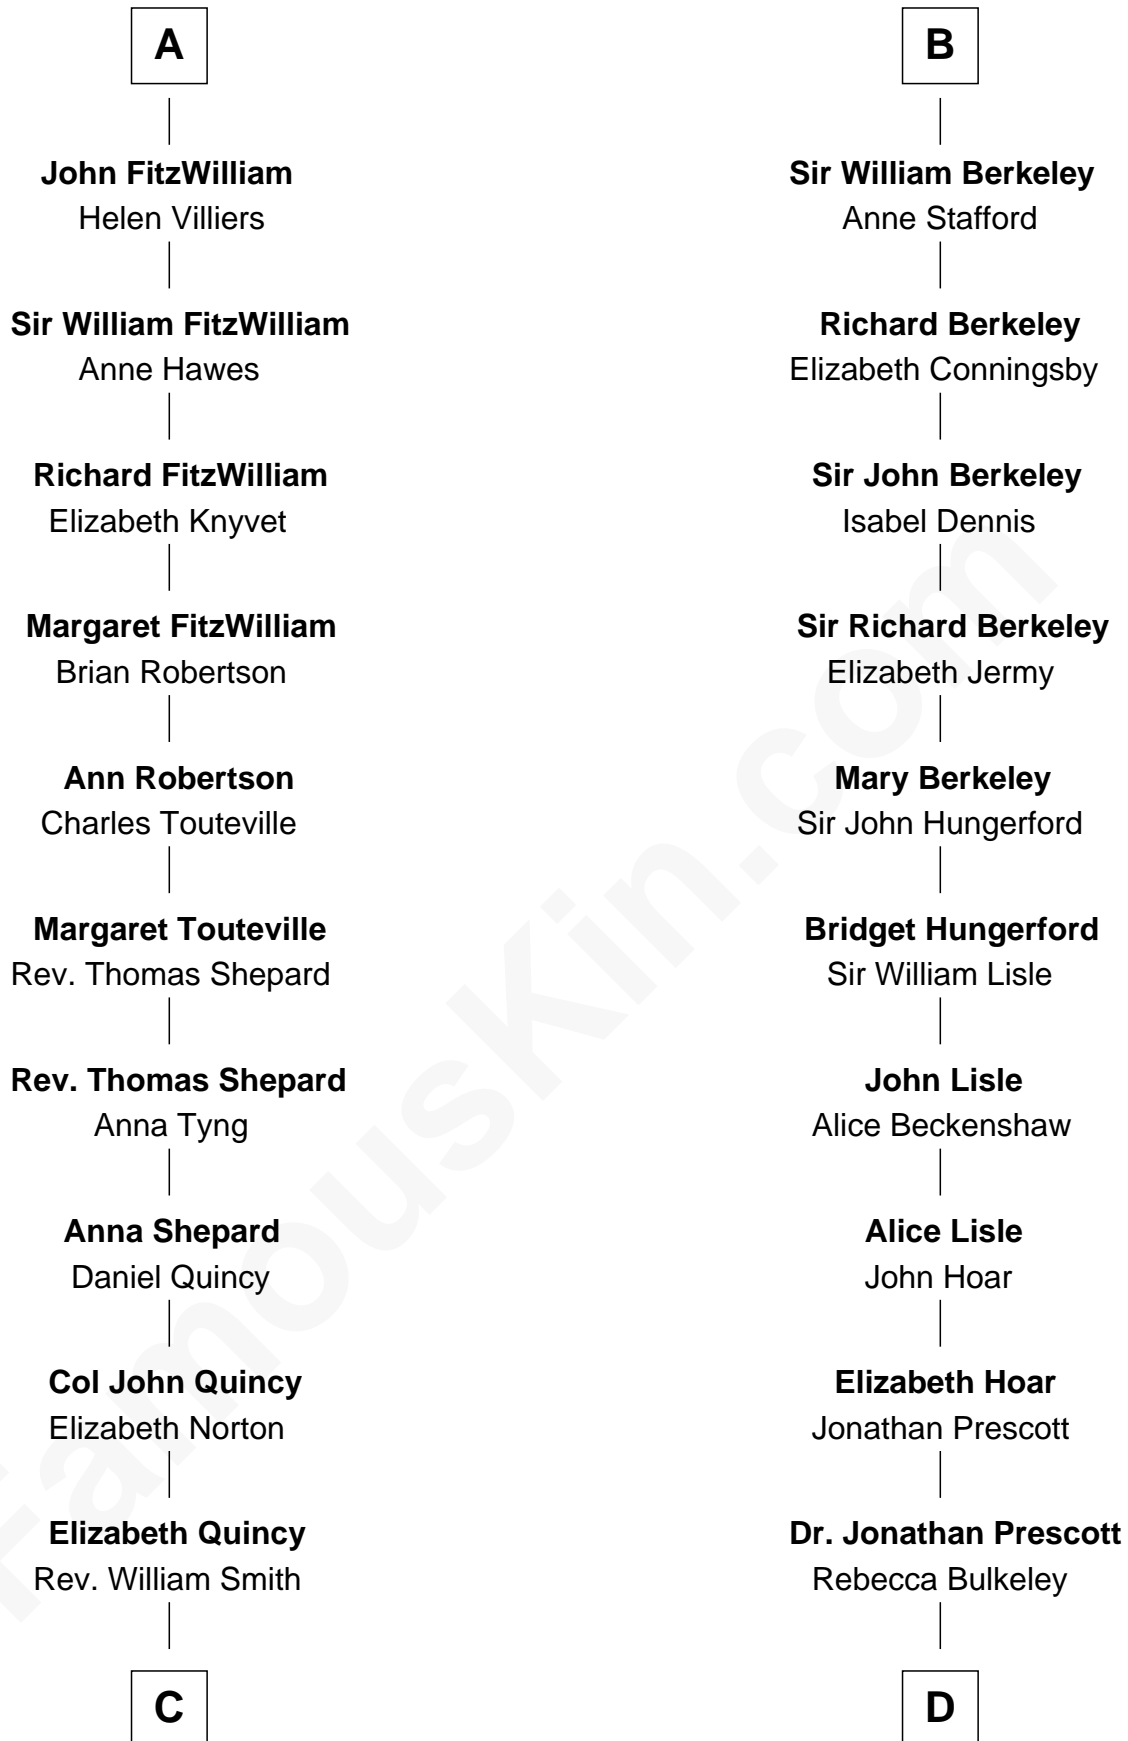 A
John FitzWilliam
Helen Villiers
Sir William FitzWilliam
Anne Hawes
Richard FitzWilliam
Elizabeth Knyvet
Margaret FitzWilliam
Brian Robertson
Ann Robertson
Charles Touteville
Margaret Touteville
Rev. Thomas Shepard
Rev. Thomas Shepard
Anna Tyng
Anna Shepard
Daniel Quincy
Col John Quincy
Elizabeth Norton
Elizabeth Quincy
Rev. William Smith
C
B
Sir William Berkeley
Anne Stafford
Richard Berkeley
Elizabeth Conningsby
Sir John Berkeley
Isabel Dennis
Sir Richard Berkeley
Elizabeth Jermy
Mary Berkeley
Sir John Hungerford
Bridget Hungerford
Sir William Lisle
John Lisle
Alice Beckenshaw
Alice Lisle
John Hoar
Elizabeth Hoar
Jonathan Prescott
Dr. Jonathan Prescott
Rebecca Bulkeley
D
FamousKin.com